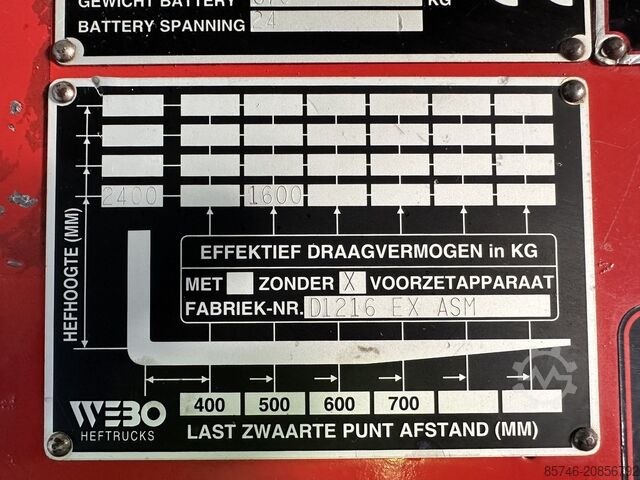 GEWICHT BATTERY KG
BATTERY SPANNING 24
2400 1600
HEFHOOGTE (MM)
EFFEKTIEF DRAAGVERMOGEN in KG
MET ZONDER X VOORZETAPPARAAT
FABRIEK-NR. D1216 EX ASM
400 500 600 700
WEBO
HEFTRUCKS
LAST ZWAARTE PUNT AFSTAND (MM)
85746-20856792